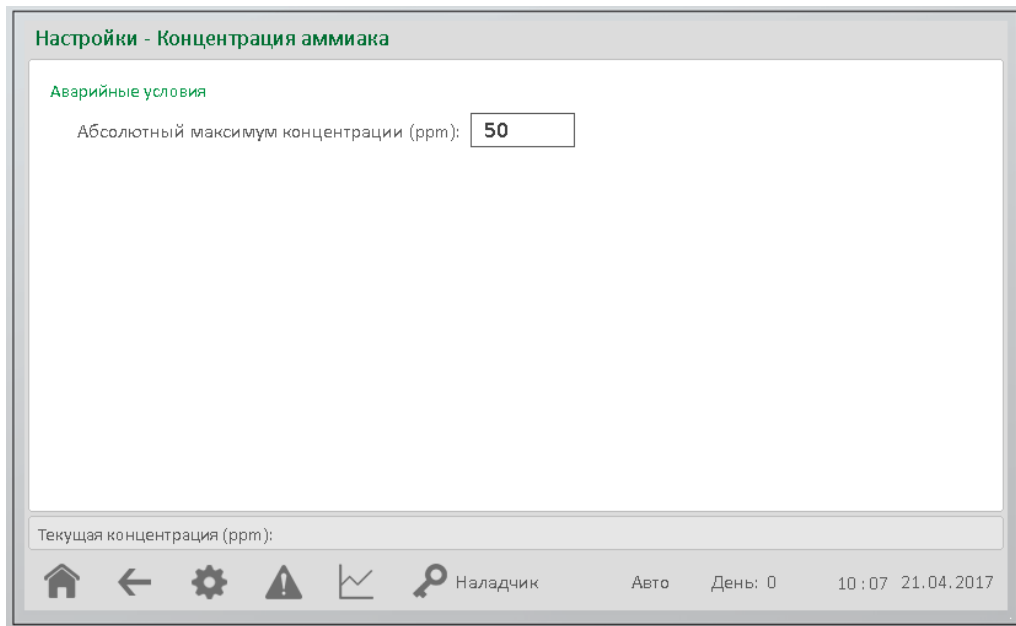 Настройки - Концентрация аммиака
Аварийные условия
Абсолютный максимум концентрации (ppm): 50
Текущая концентрация (ppm):
Наладчик Авто День: 0 10:07 21.04.2017